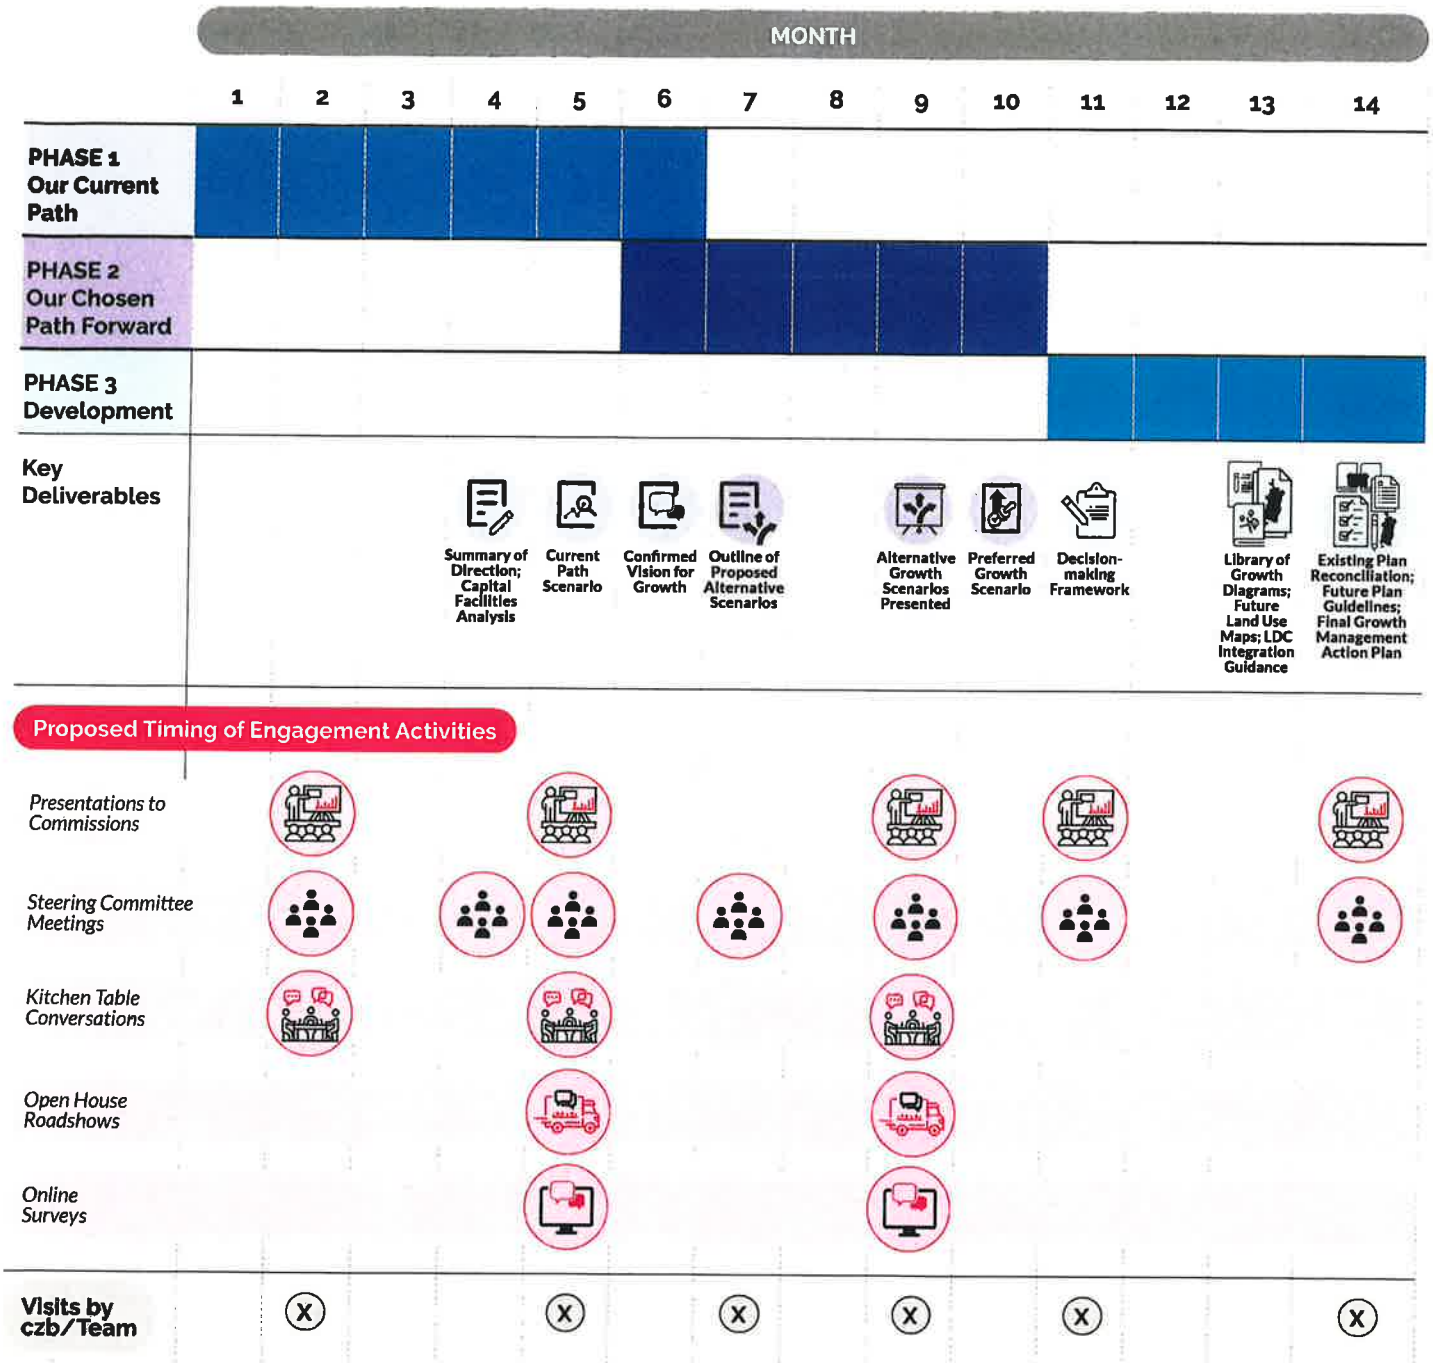 MONTH
1 2 3 4 5 6 7 8 9 10 11 12 13 14
PHASE 1
Our Current
Path
PHASE 2
Our Chosen
Path Forward
PHASE 3
Development
Key
Deliverables
Summary of
Direction;
Capital
Facilities
Analysis
Current
Path
Scenario
Confirmed
Vision for
Growth
Outline of
Proposed
Alternative
Scenarios
Alternative
Growth
Scenarios
Presented
Preferred
Growth
Scenario
Decision-
making
Framework
Library of
Growth
Diagrams;
Future
Land Use
Maps; LDC
Integration
Guidance
Existing Plan
Reconciliation;
Future Plan
Guidelines;
Final Growth
Management
Action Plan
Proposed Timing of Engagement Activities
Presentations to
Commissions
Steering Committee
Meetings
Kitchen Table
Conversations
Open House
Roadshows
Online
Surveys
Visits by
czb/Team
X X X X X X